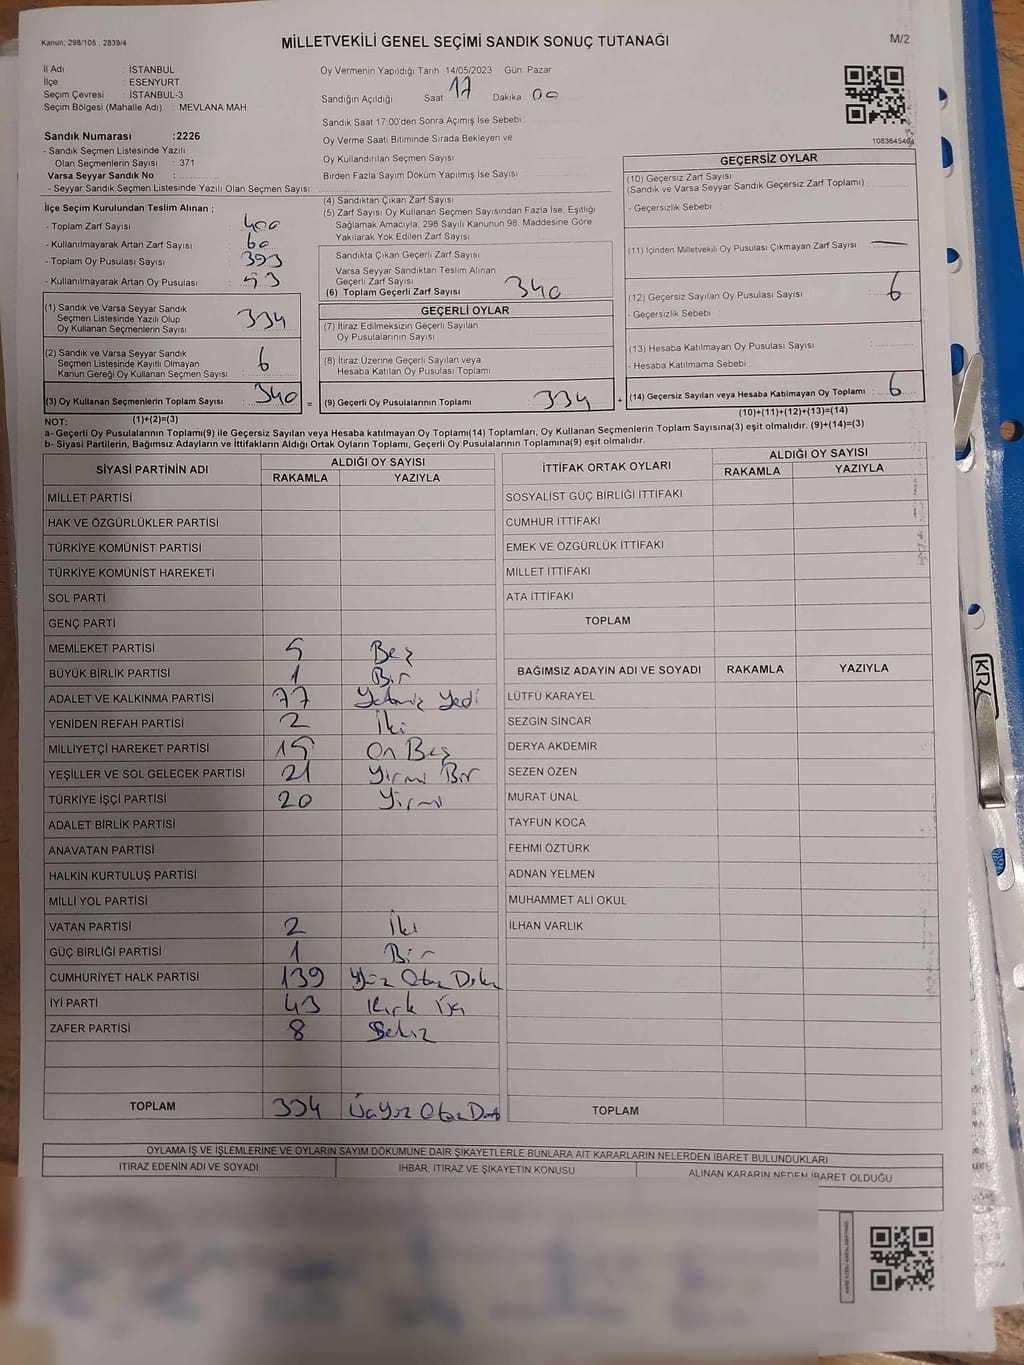 Kanun; 298/105 , 2839/4
MİLLETVEKİLİ GENEL SEÇİMİ SANDIK SONUÇ TUTANAĞI
M/2
İl Adı : İSTANBUL
İlçe : ESENYURT
Seçim Çevresi : İSTANBUL-3
Seçim Bölgesi (Mahalle Adı) : MEVLANA MAH
Oy Vermenin Yapıldığı Tarih :14/05/2023 Gün: Pazar
Sandığın Açıldığı Saat: 17 Dakika 00
Sandık Saat 17:00'den Sonra Açımış İse Sebebi
Oy Verme Saati Bitiminde Sırada Bekleyen ve
Oy Kullandırılan Seçmen Sayısı
Birden Fazla Sayım Döküm Yapılmış İse Sayısı
Sandık Numarası :2226
- Sandık Seçmen Listesinde Yazılı
Olan Seçmenlerin Sayısı : 371
Varsa Seyyar Sandık No :
- Seyyar Sandık Seçmen Listesinde Yazılı Olan Seçmen Sayısı:
İlçe Seçim Kurulundan Teslim Alınan ;
- Toplam Zarf Sayısı : 400
- Kullanılmayarak Artan Zarf Sayısı : 60
- Toplam Oy Pusulası Sayısı : 393
- Kullanılmayarak Artan Oy Pusulası : 53
(1) Sandık ve Varsa Seyyar Sandık
Seçmen Listesinde Yazılı Olup
Oy Kullanan Seçmenlerin Sayısı : 334
(2) Sandık ve Varsa Seyyar Sandık
Seçmen Listesinde Kayıtlı Olmayan
Kanun Gereği Oy Kullanan Seçmen Sayısı : 6
(3) Oy Kullanan Seçmenlerin Toplam Sayısı : 340 =
(1)+(2)=(3)
(4) Sandıktan Çıkan Zarf Sayısı
(5) Zarf Sayısı Oy Kullanan Seçmen Sayısından Fazla İse, Eşitliği
Sağlamak Amacıyla; 298 Sayılı Kanunun 98. Maddesine Göre
Yakılarak Yok Edilen Zarf Sayısı
Sandıkta Çıkan Geçerli Zarf Sayısı
Varsa Seyyar Sandıktan Teslim Alınan
Geçerli Zarf Sayısı
(6) Toplam Geçerli Zarf Sayısı : 340
GEÇERLİ OYLAR
(7) İtiraz Edilmeksizin Geçerli Sayılan
Oy Pusulalarının Sayısı
(8) İtiraz Üzerine Geçerli Sayılan veya
Hesaba Katılan Oy Pusulası Toplamı
(9) Geçerli Oy Pusulalarının Toplamı : 334 +
GEÇERSİZ OYLAR
(10) Geçersiz Zarf Sayısı
(Sandık ve Varsa Seyyar Sandık Geçersiz Zarf Toplamı)
- Geçersizlik Sebebi :
(11) İçinden Milletvekili Oy Pusulası Çıkmayan Zarf Sayısı : —
(12) Geçersiz Sayılan Oy Pusulası Sayısı : 6
- Geçersizlik Sebebi :
(13) Hesaba Katılmayan Oy Pusulası Sayısı :
- Hesaba Katılmama Sebebi :
(14) Geçersiz Sayılan veya Hesaba Katılmayan Oy Toplamı : 6
(10)+(11)+(12)+(13)=(14)
NOT:
a- Geçerli Oy Pusulalarının Toplamı(9) ile Geçersiz Sayılan veya Hesaba katılmayan Oy Toplamı(14) Toplamları, Oy Kullanan Seçmenlerin Toplam Sayısına(3) eşit olmalıdır. (9)+(14)=(3)
b- Siyasi Partilerin, Bağımsız Adayların ve İttifakların Aldığı Ortak Oyların Toplamı, Geçerli Oy Pusulalarının Toplamına(9) eşit olmalıdır.
SİYASİ PARTİNİN ADI
ALDIĞI OY SAYISI
RAKAMLA YAZIYLA
MİLLET PARTİSİ
HAK VE ÖZGÜRLÜKLER PARTİSİ
TÜRKİYE KOMÜNİST PARTİSİ
TÜRKİYE KOMÜNİST HAREKETİ
SOL PARTİ
GENÇ PARTİ
MEMLEKET PARTİSİ 5 Beş
BÜYÜK BİRLİK PARTİSİ 1 Bir
ADALET VE KALKINMA PARTİSİ 77 Yetmiş Yedi
YENİDEN REFAH PARTİSİ 2 İki
MİLLİYETÇİ HAREKET PARTİSİ 15 On Beş
YEŞİLLER VE SOL GELECEK PARTİSİ 21 Yirmi Bir
TÜRKİYE İŞÇİ PARTİSİ 20 Yirmi
ADALET BİRLİK PARTİSİ
ANAVATAN PARTİSİ
HALKIN KURTULUŞ PARTİSİ
MİLLİ YOL PARTİSİ
VATAN PARTİSİ 2 İki
GÜÇ BİRLİĞİ PARTİSİ 1 Bir
CUMHURİYET HALK PARTİSİ 139 Yüz Otuz Dokuz
İYİ PARTİ 43 Kırk Üç
ZAFER PARTİSİ 8 Sekiz
TOPLAM 334 Üçyüz Otuz Dört
İTTİFAK ORTAK OYLARI
ALDIĞI OY SAYISI
RAKAMLA YAZIYLA
SOSYALİST GÜÇ BİRLİĞİ İTTİFAKI
CUMHUR İTTİFAKI
EMEK VE ÖZGÜRLÜK İTTİFAKI
MİLLET İTTİFAKI
ATA İTTİFAKI
TOPLAM
BAĞIMSIZ ADAYIN ADI VE SOYADI RAKAMLA YAZIYLA
LÜTFÜ KARAYEL
SEZGİN SİNCAR
DERYA AKDEMİR
SEZEN ÖZEN
MURAT ÜNAL
TAYFUN KOCA
FEHMİ ÖZTÜRK
ADNAN YELMEN
MUHAMMET ALİ OKUL
İLHAN VARLIK
TOPLAM
OYLAMA İŞ VE İŞLEMLERİNE VE OYLARIN SAYIM DÖKÜMÜNE DAİR ŞİKAYETLERLE BUNLARA AİT KARARLARIN NELERDEN İBARET BULUNDUKLARI
İTİRAZ EDENİN ADI VE SOYADI
İHBAR, İTİRAZ VE ŞİKAYETİN KONUSU
ALINAN KARARIN NEDEN İBARET OLDUĞU